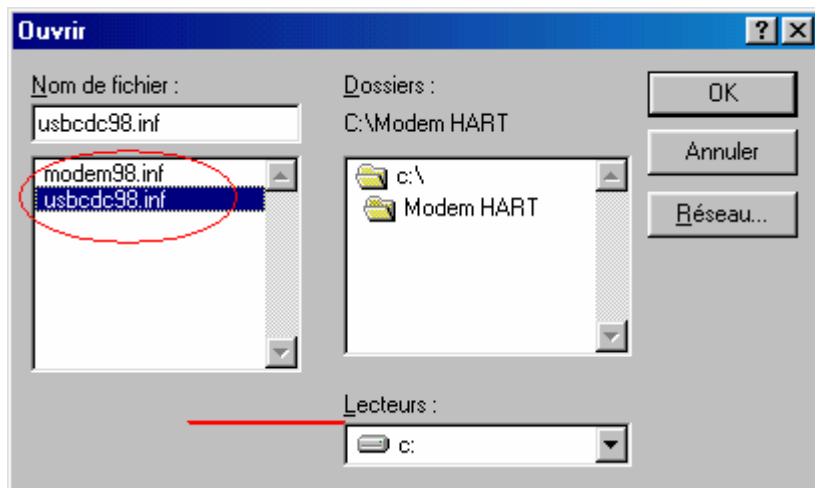 Ouvrir
Nom de fichier :
usbcdc98.inf
modem98.inf
usbcdc98.inf
Dossiers :
C:\Modem HART
c:\
Modem HART
Lecteurs :
c:
OK
Annuler
Réseau...